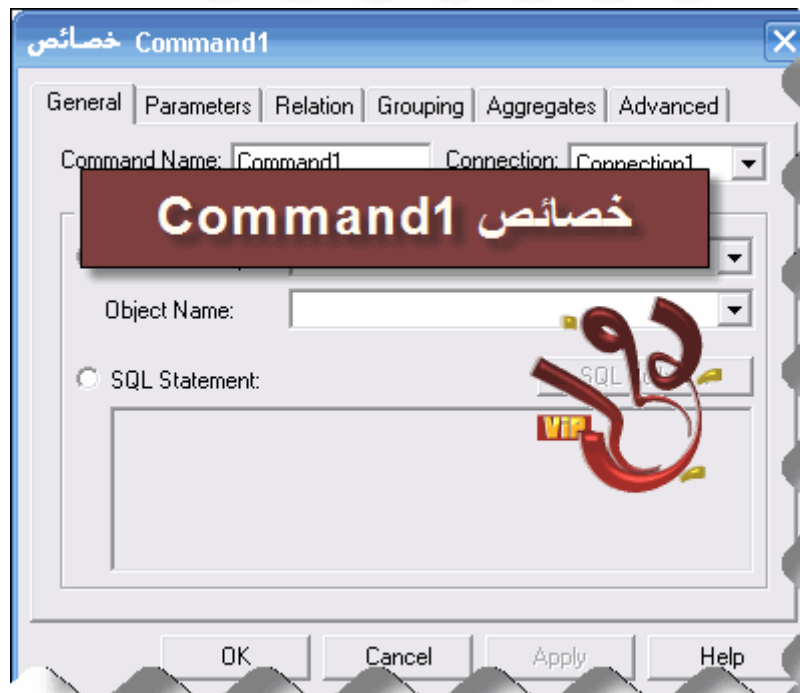 خصائص Command1
General Parameters Relation Grouping Aggregates Advanced
Command Name: Command1 Connection: Connection1
خصائص Command1
Object Name:
SQL Statement:
SQL
ViP
OK Cancel Apply Help